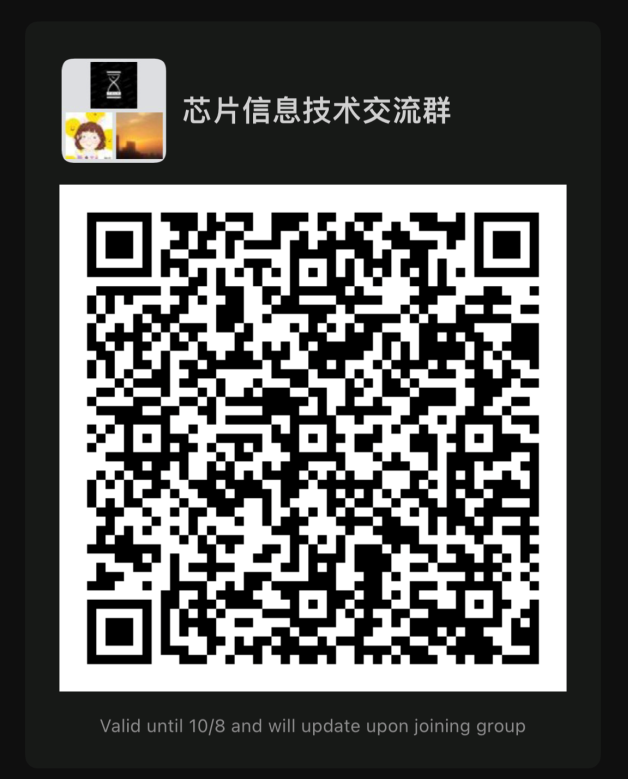 芯片信息技术交流群
Valid until 10/8 and will update upon joining group